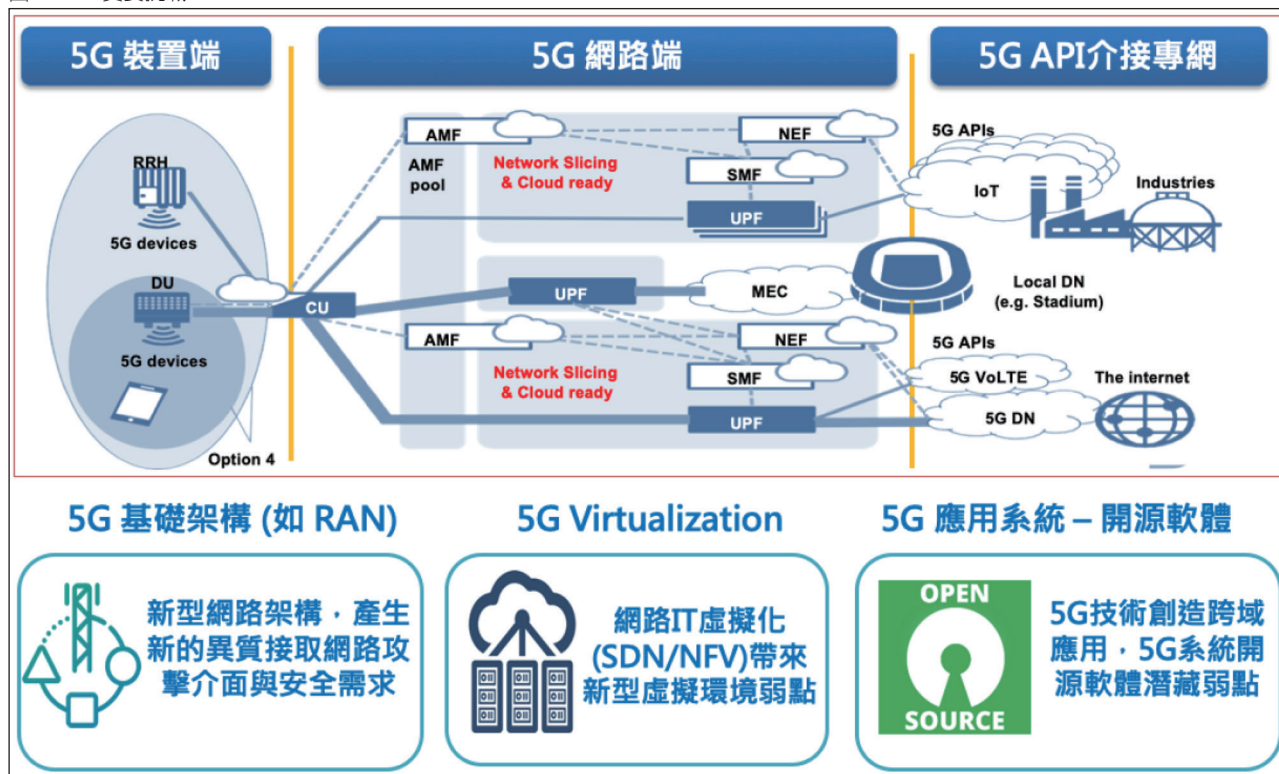 5G 裝置端
5G 網路端
5G API介接專網
RRH
5G devices
DU
5G devices
Option 4
CU
AMF
AMF
pool
Network Slicing
& Cloud ready
NEF
SMF
UPF
UPF
MEC
AMF
Network Slicing
& Cloud ready
NEF
SMF
UPF
5G APIs
IoT
Industries
Local DN
(e.g. Stadium)
5G APIs
5G VoLTE
5G DN
The internet
5G 基礎架構 (如 RAN)
新型網路架構，產生
新的異質接取網路攻
擊介面與安全需求
5G Virtualization
網路IT虛擬化
(SDN/NFV)帶來
新型虛擬環境弱點
5G 應用系統 – 開源軟體
OPEN
SOURCE
5G技術創造跨域
應用，5G系統開
源軟體潛藏弱點